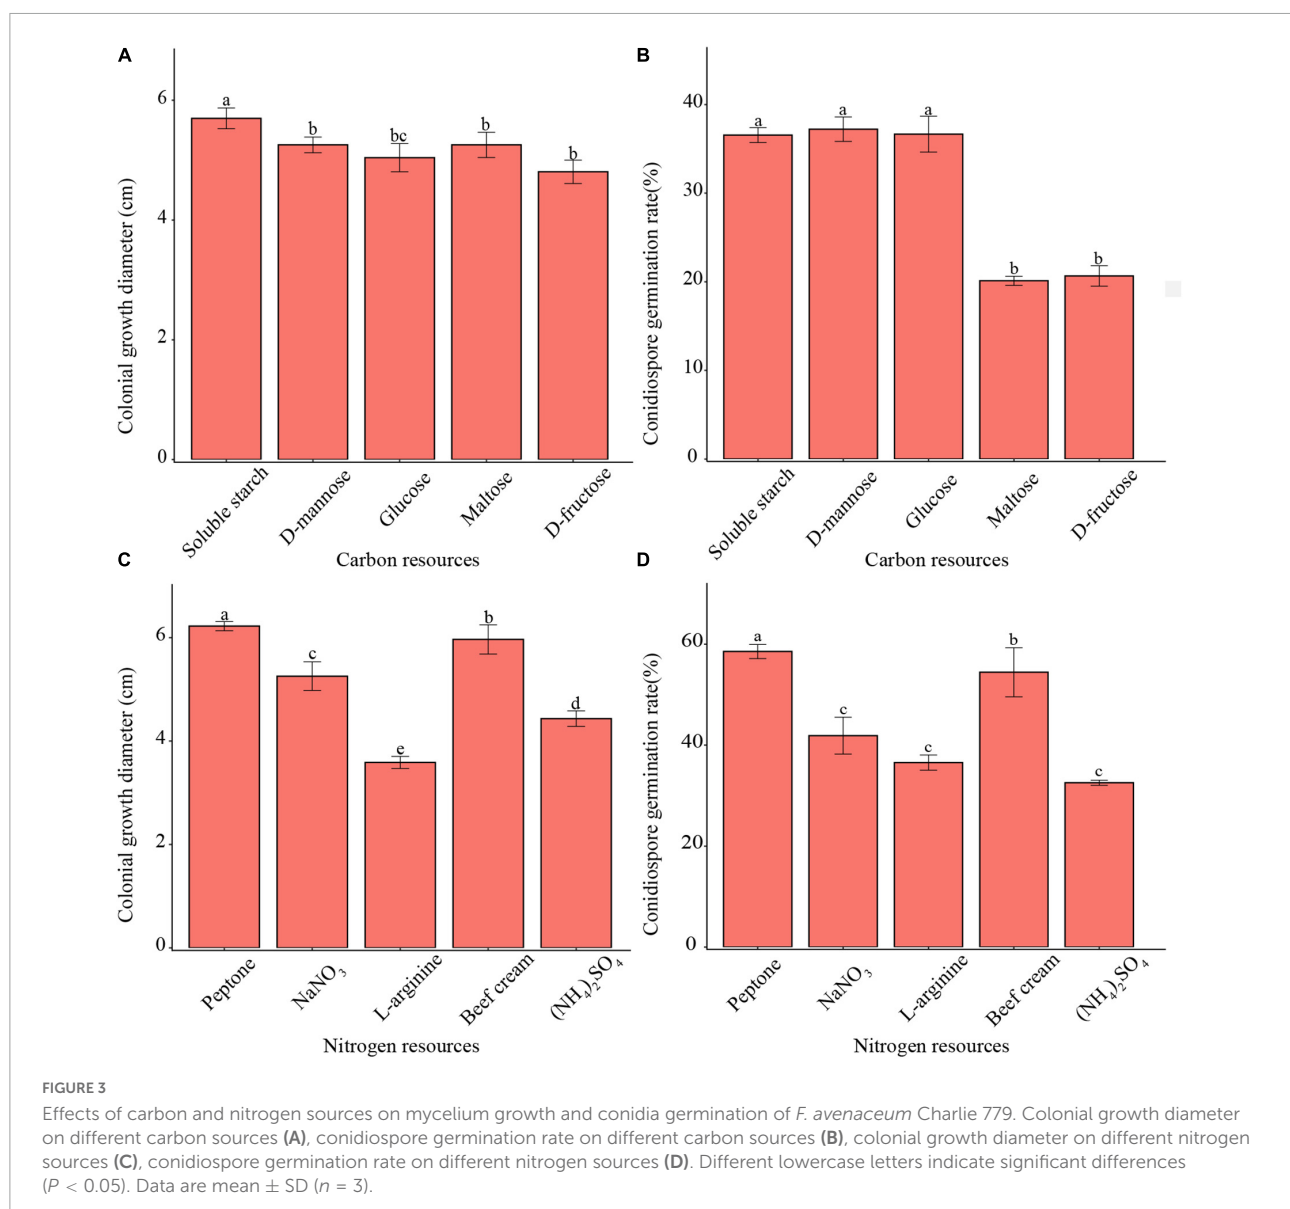 A
Colonial growth diameter (cm)
6
4
2
0
a
b
bc
b
b
Soluble starch
D-mannose
Glucose
Maltose
D-fructose
Carbon resources
B
Conidiospore germination rate(%)
40
30
20
10
0
a
a
a
b
b
Soluble starch
D-mannose
Glucose
Maltose
D-fructose
Carbon resources
C
Colonial growth diameter (cm)
6
4
2
0
a
c
e
b
d
Peptone
NaNO₃
L-arginine
Beef cream
(NH₄)₂SO₄
Nitrogen resources
D
Conidiospore germination rate(%)
60
40
20
0
a
c
c
b
c
Peptone
NaNO₃
L-arginine
Beef cream
(NH₄)₂SO₄
Nitrogen resources
FIGURE 3
Effects of carbon and nitrogen sources on mycelium growth and conidia germination of F. avenaceum Charlie 779. Colonial growth diameter
on different carbon sources (A), conidiospore germination rate on different carbon sources (B), colonial growth diameter on different nitrogen
sources (C), conidiospore germination rate on different nitrogen sources (D). Different lowercase letters indicate significant differences
(P < 0.05). Data are mean ± SD (n = 3).